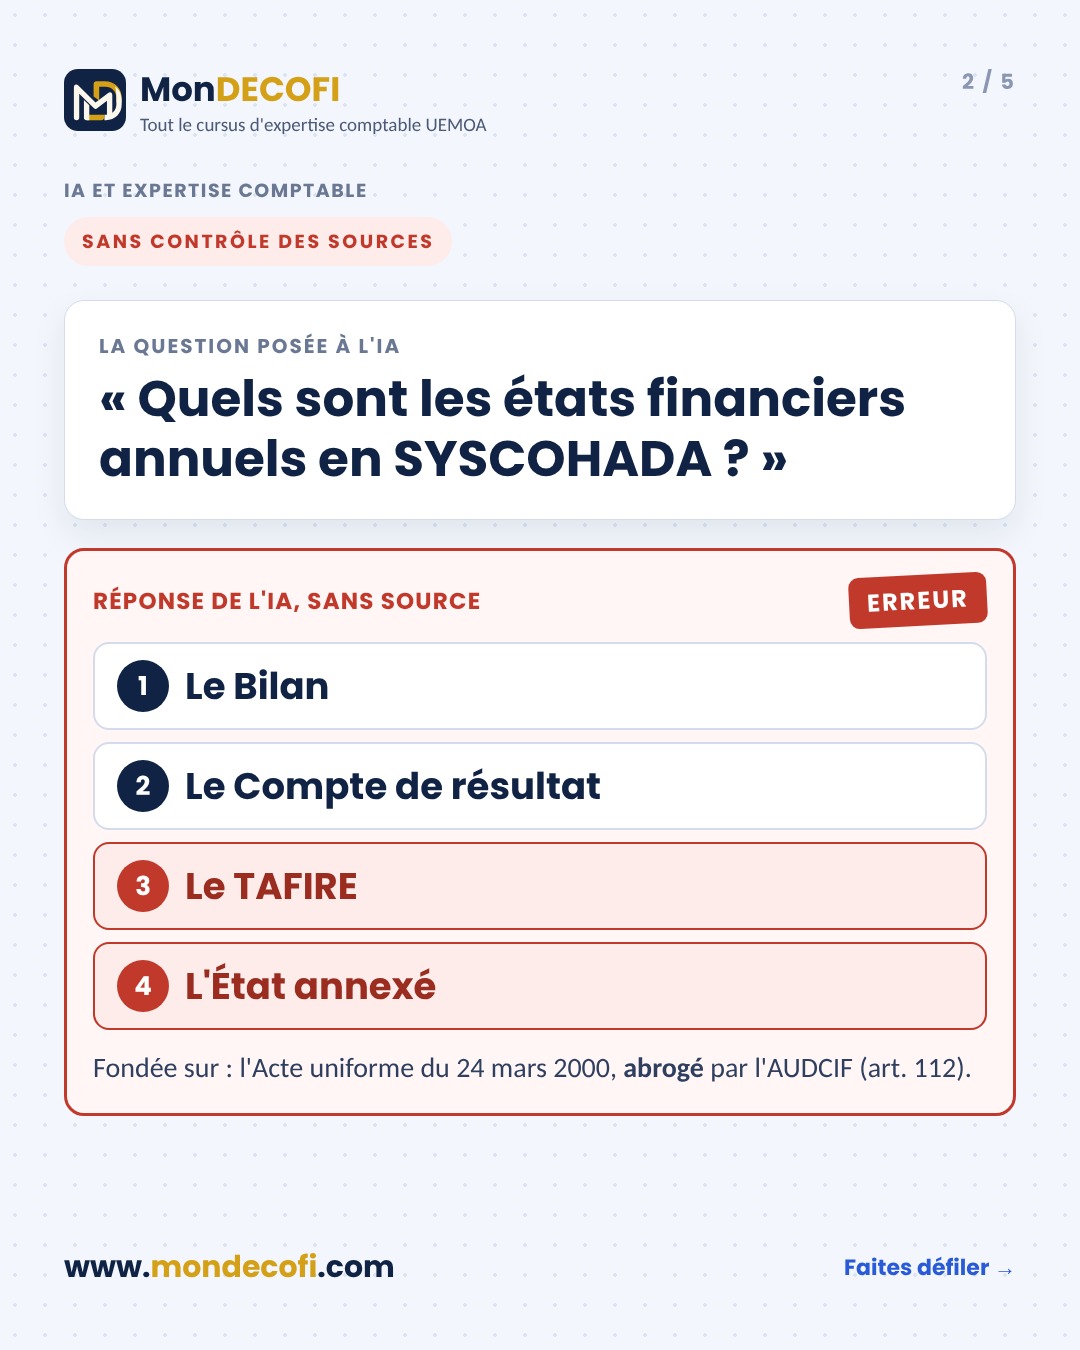 MonDECOFI
Tout le cursus d'expertise comptable UEMOA
2 / 5
IA ET EXPERTISE COMPTABLE
SANS CONTRÔLE DES SOURCES
LA QUESTION POSÉE À L'IA
« Quels sont les états financiers
annuels en SYSCOHADA ? »
RÉPONSE DE L'IA, SANS SOURCE
ERREUR
1 Le Bilan
2 Le Compte de résultat
3 Le TAFIRE
4 L'État annexé
Fondée sur : l'Acte uniforme du 24 mars 2000, abrogé par l'AUDCIF (art. 112).
www.mondecofi.com
Faites défiler →